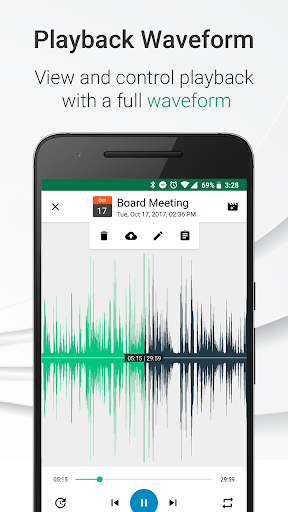 Playback Waveform
View and control playback
with a full waveform
69% 3:28
Oct
17
Board Meeting
Tue, Oct 17, 2017, 02:36 PM
05:15 | 29:59
05:15
29:59